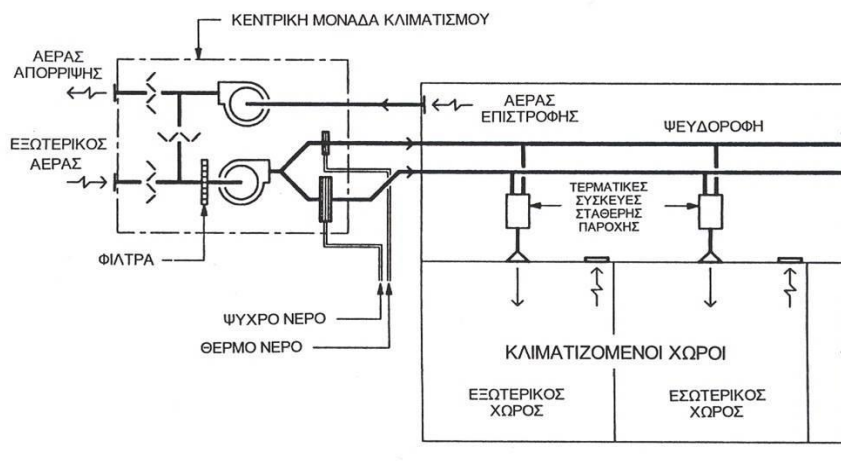 ΚΕΝΤΡΙΚΗ ΜΟΝΑΔΑ ΚΛΙΜΑΤΙΣΜΟΥ
ΑΕΡΑΣ
ΑΠΟΡΡΙΨΗΣ
ΑΕΡΑΣ
ΕΠΙΣΤΡΟΦΗΣ
ΨΕΥΔΟΡΟΦΗ
ΕΞΩΤΕΡΙΚΟΣ
ΑΕΡΑΣ
ΤΕΡΜΑΤΙΚΕΣ
ΣΥΣΚΕΥΕΣ
ΣΤΑΘΕΡΗΣ
ΠΑΡΟΧΗΣ
ΦΙΛΤΡΑ
ΨΥΧΡΟ ΝΕΡΟ
ΘΕΡΜΟ ΝΕΡΟ
ΚΛΙΜΑΤΙΖΟΜΕΝΟΙ ΧΩΡΟΙ
ΕΞΩΤΕΡΙΚΟΣ
ΧΩΡΟΣ
ΕΣΩΤΕΡΙΚΟΣ
ΧΩΡΟΣ